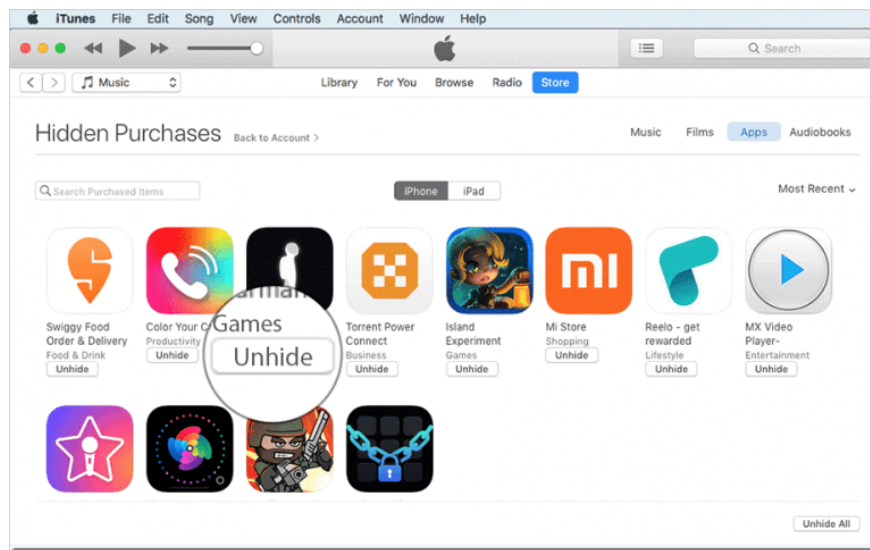 iTunes File Edit Song View Controls Account Window Help
Search
Music
Library For You Browse Radio Store
Hidden Purchases Back to Account >
Music Films Apps Audiobooks
Search Purchased Items
iPhone iPad
Most Recent
mi
Swiggy Food
Order & Delivery
Food & Drink
Unhide
Color Your C
Productivity
Unhide
Games
Unhide
Torrent Power
Connect
Business
Unhide
Island
Experiment
Games
Unhide
Mi Store
Shopping
Unhide
Reelo - get
rewarded
Lifestyle
Unhide
MX Video
Player-
Entertainment
Unhide
Unhide All